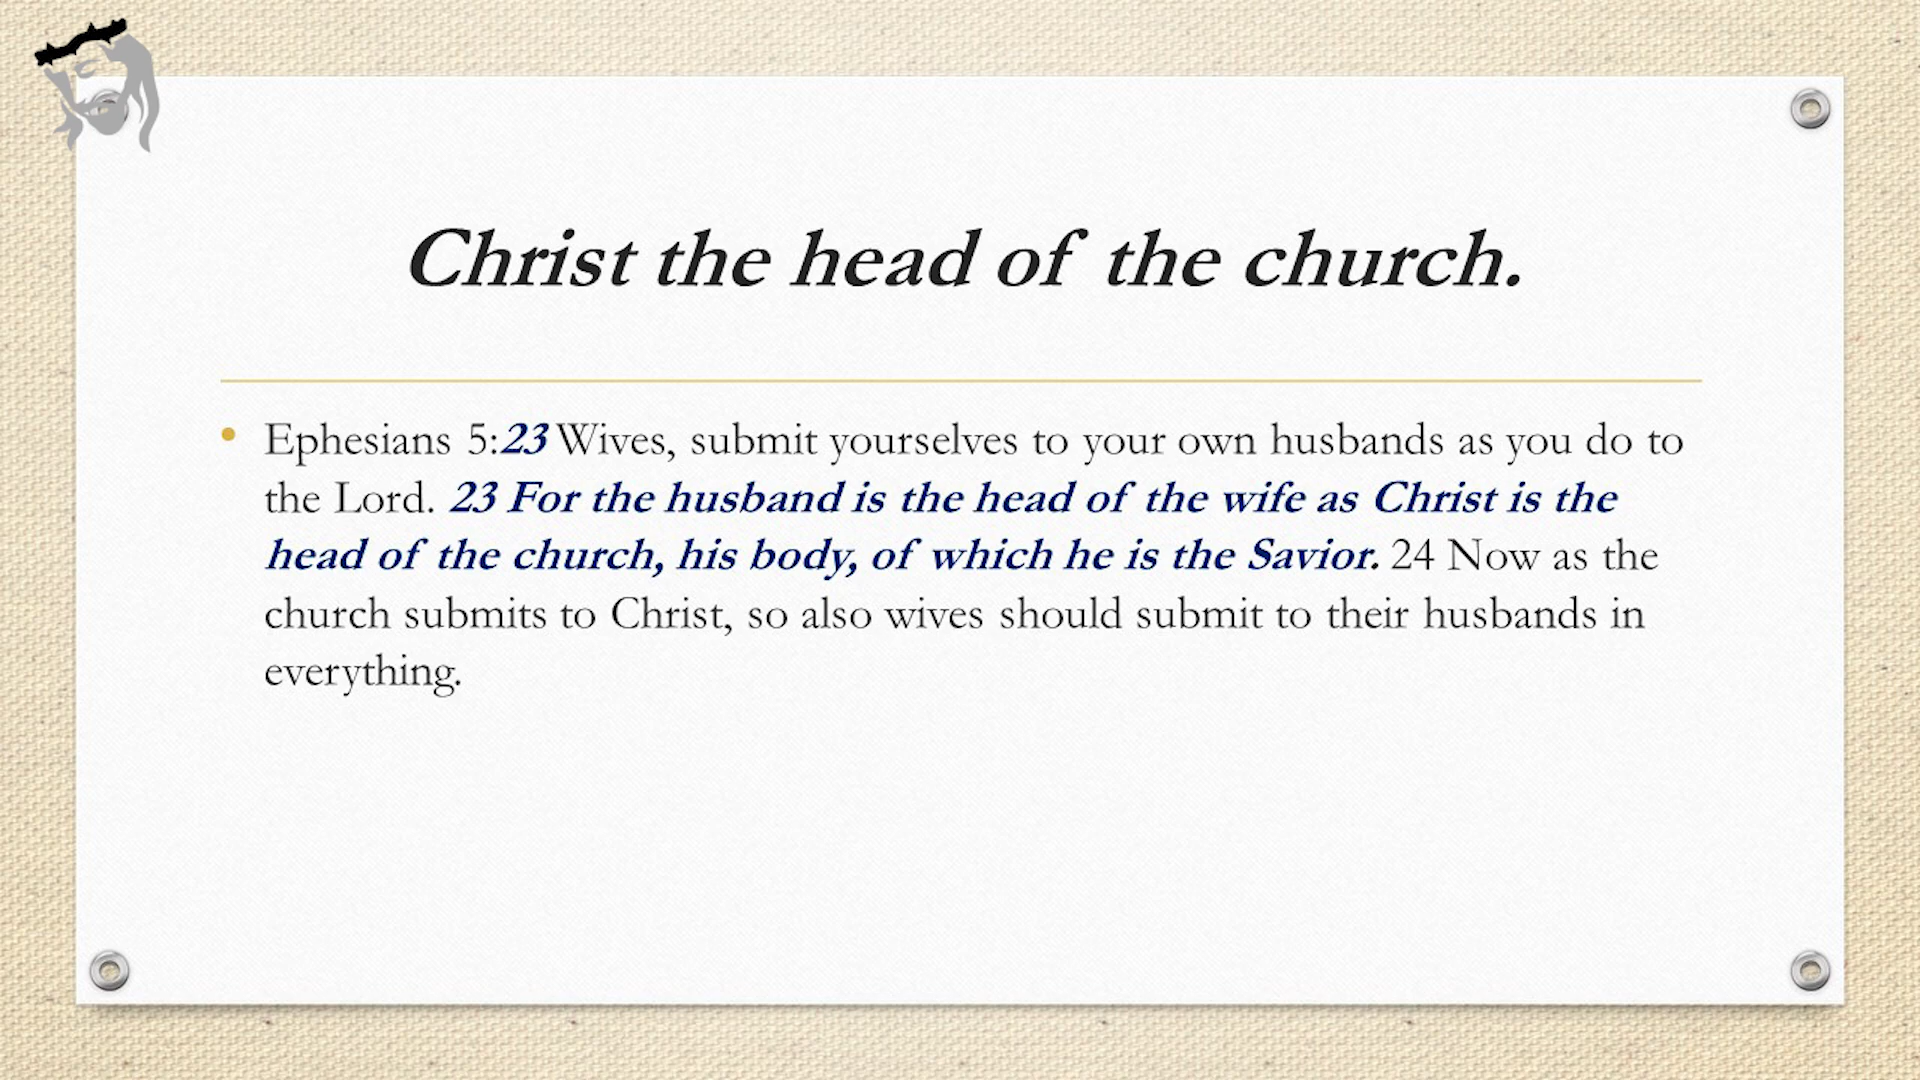 Christ the head of the church.
• Ephesians 5:23 Wives, submit yourselves to your own husbands as you do to
the Lord. 23 For the husband is the head of the wife as Christ is the
head of the church, his body, of which he is the Savior. 24 Now as the
church submits to Christ, so also wives should submit to their husbands in
everything.